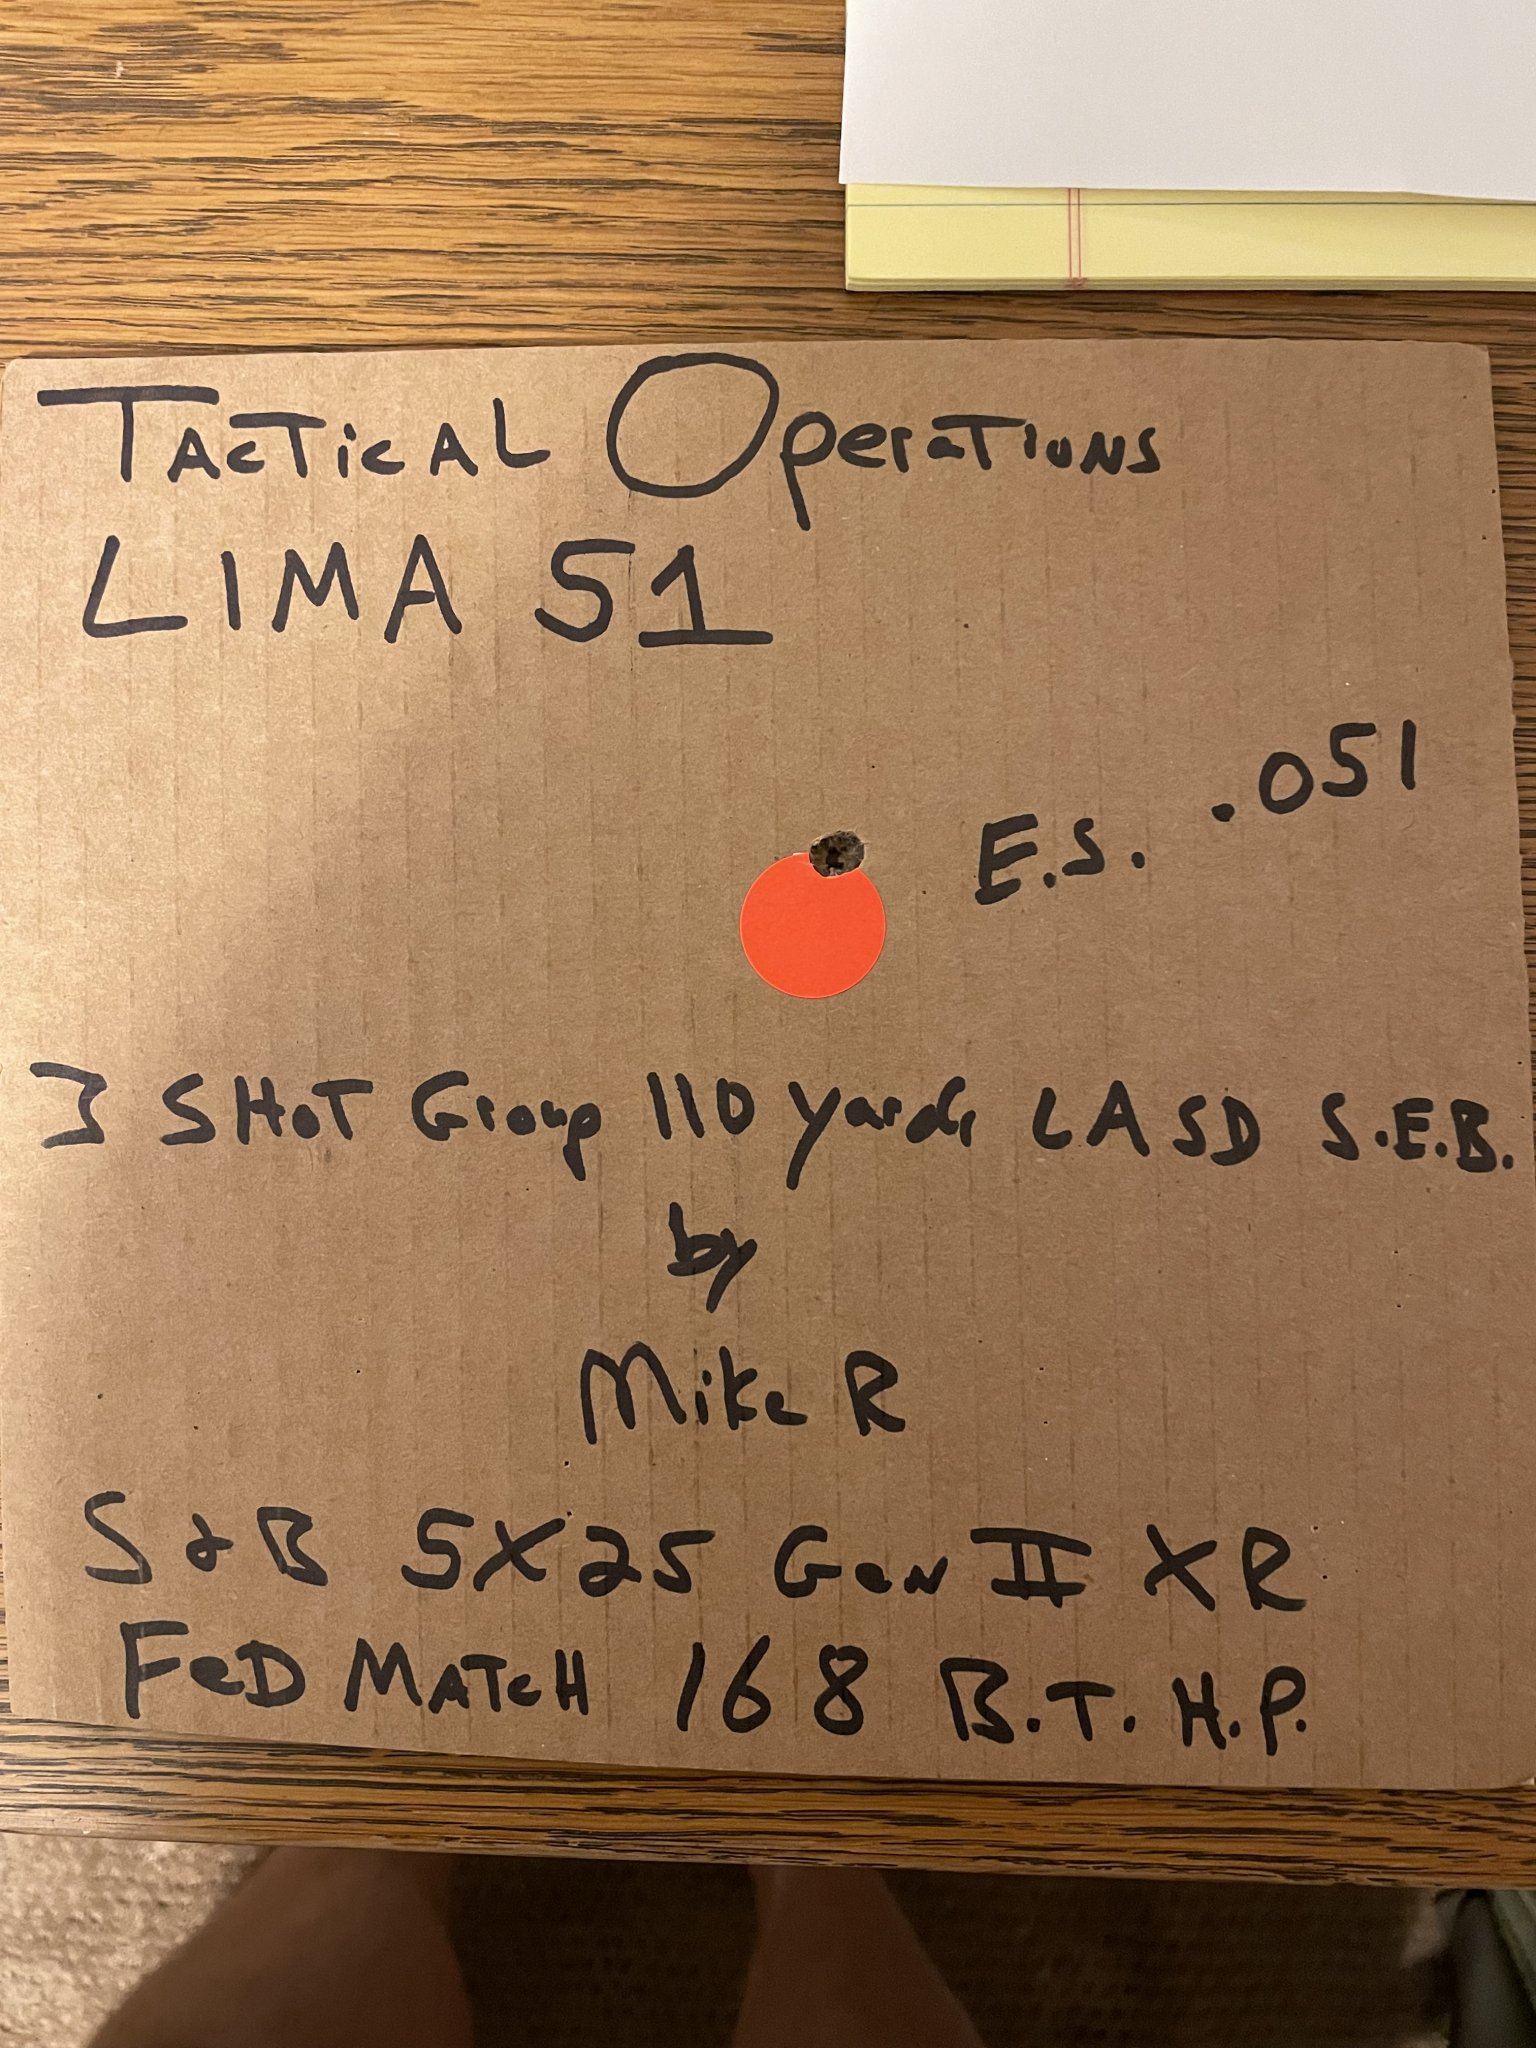 Tactical Operations
LIMA 51
E.S. .051
3 SHOT Group 110 yards LASD S.E.B.
by
Mike R
S & B 5X25 Gen II XR
FeD MATcH 168 B.T.H.P.